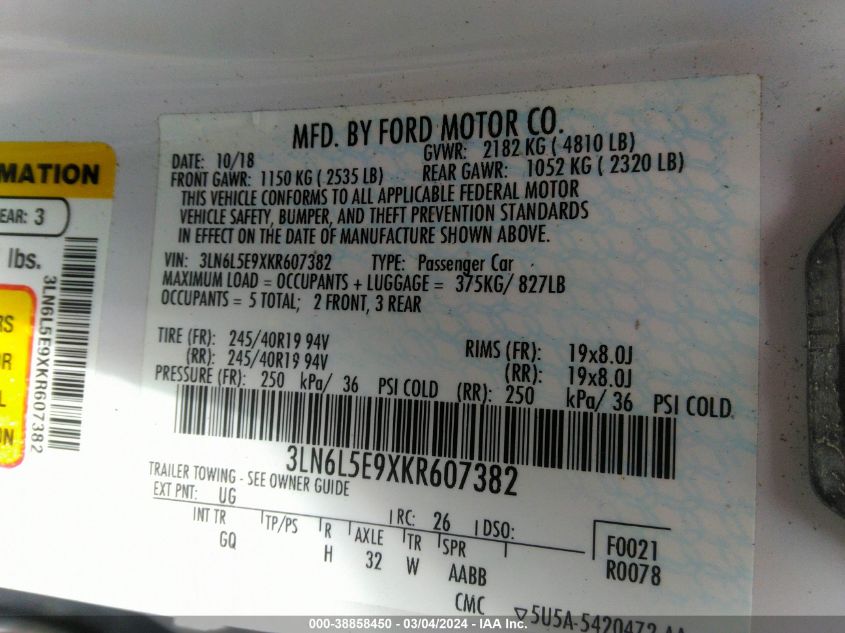 MATION
EAR: 3
lbs.
3LN6L5E9XKR607382
RS
OR
L
ON
MFD. BY FORD MOTOR CO.
DATE: 10/18 GVWR: 2182 KG ( 4810 LB)
FRONT GAWR: 1150 KG ( 2535 LB) REAR GAWR: 1052 KG ( 2320 LB)
THIS VEHICLE CONFORMS TO ALL APPLICABLE FEDERAL MOTOR
VEHICLE SAFETY, BUMPER, AND THEFT PREVENTION STANDARDS
IN EFFECT ON THE DATE OF MANUFACTURE SHOWN ABOVE.
VIN: 3LN6L5E9XKR607382 TYPE: Passenger Car
MAXIMUM LOAD = OCCUPANTS + LUGGAGE = 375KG/ 827LB
OCCUPANTS = 5 TOTAL; 2 FRONT, 3 REAR
TIRE (FR): 245/40R19 94V RIMS (FR): 19x8.0J
(RR): 245/40R19 94V (RR): 19x8.0J
PRESSURE (FR): 250 kPa/ 36 PSI COLD (RR): 250 kPa/ 36 PSI COLD
3LN6L5E9XKR607382
TRAILER TOWING - SEE OWNER GUIDE
EXT PNT: UG RC: 26 DSO: F0021
INT TR TP/PS R AXLE TR SPR R0078
GQ H 32 W AABB
CMC 5U5A-5420472
000-38858450 - 03/04/2024 - IAA Inc.